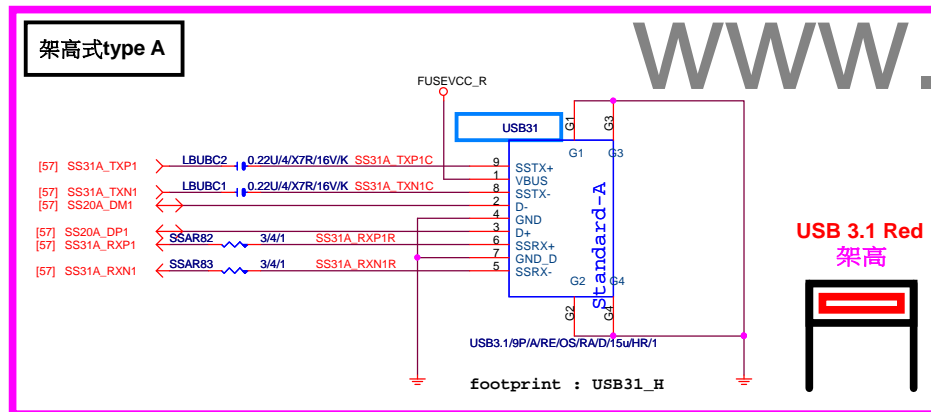 架高式type A
WWW.
FUSEVCC_R
USB31
G1
G3
G1 G3
[57] SS31A_TXP1 LBUBC2 0.22U/4/X7R/16V/K SS31A_TXP1C 9 SSTX+
1 VBUS
[57] SS31A_TXN1 LBUBC1 0.22U/4/X7R/16V/K SS31A_TXN1C 8 SSTX-
[57] SS20A_DM1 2 D-
4 GND
[57] SS20A_DP1 3 D+
[57] SS31A_RXP1 SSAR82 3/4/1 SS31A_RXP1R 6 SSRX+
7 GND_D
[57] SS31A_RXN1 SSAR83 3/4/1 SS31A_RXN1R 5 SSRX-
Standard-A
G2 G4
G2
G4
USB3.1/9P/A/RE/OS/RA/D/15u/HR/1
footprint : USB31_H
USB 3.1 Red
架高